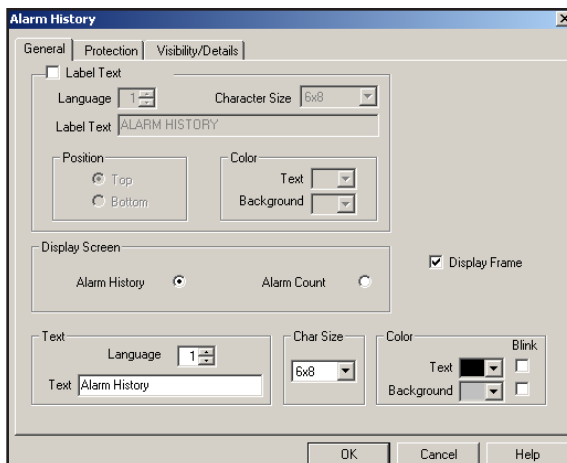 Alarm History
General Protection Visibility/Details
Label Text
Language 1 Character Size 6x8
Label Text ALARM HISTORY
Position Color
Top Text
Bottom Background
Display Screen
Alarm History Alarm Count
Display Frame
Text Char Size Color
Blink
Language 1
6x8
Text
Text Alarm History
Background
OK Cancel Help